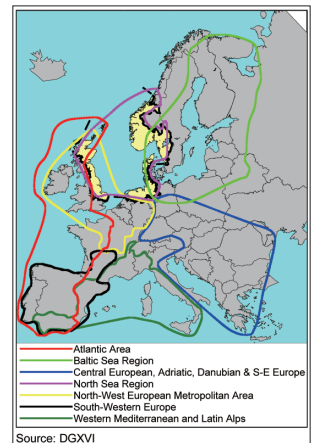 Atlantic Area
Baltic Sea Region
Central European, Adriatic, Danubian & S-E Europe
North Sea Region
North-West European Metropolitan Area
South-Western Europe
Western Mediterranean and Latin Alps
Source: DGXVI